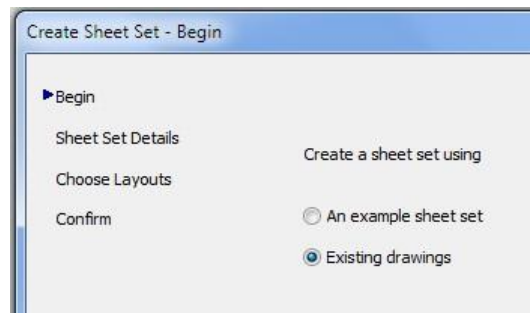 Create Sheet Set - Begin
Begin
Sheet Set Details
Choose Layouts
Confirm
Create a sheet set using
An example sheet set
Existing drawings